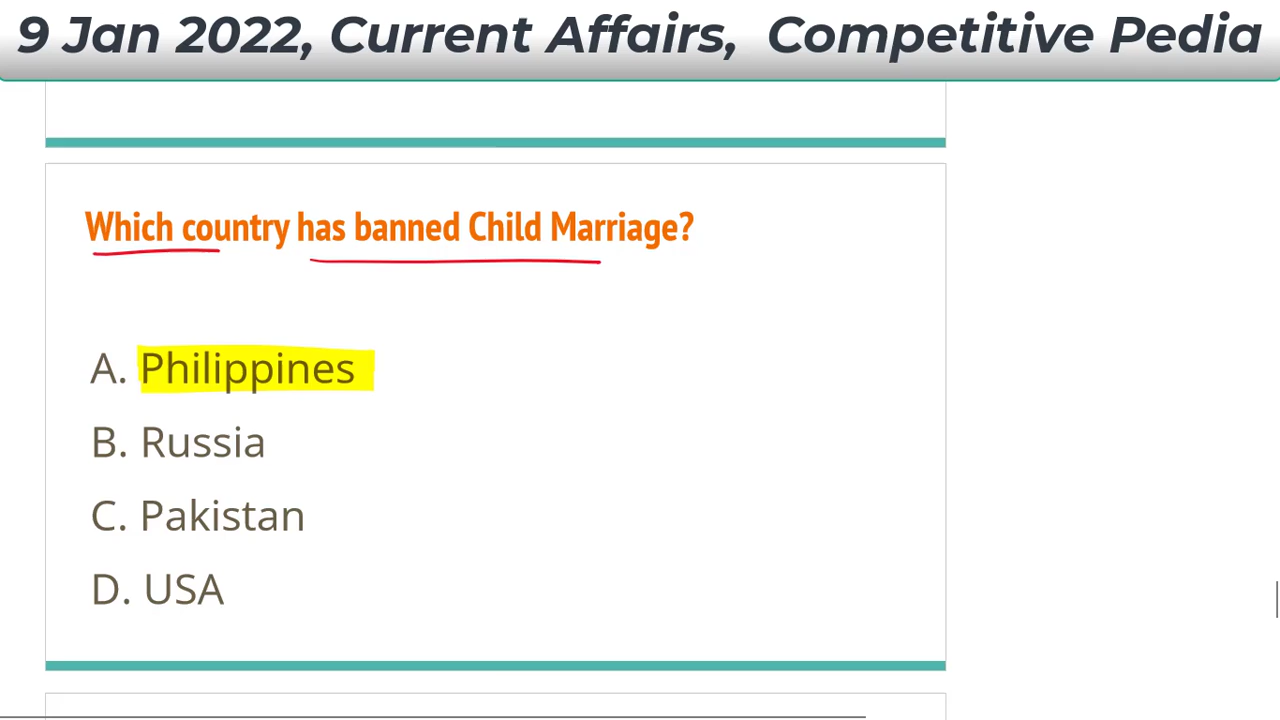 9 Jan 2022, Current Affairs, Competitive Pedia
Which country has banned Child Marriage?
A. Philippines
B. Russia
C. Pakistan
D. USA